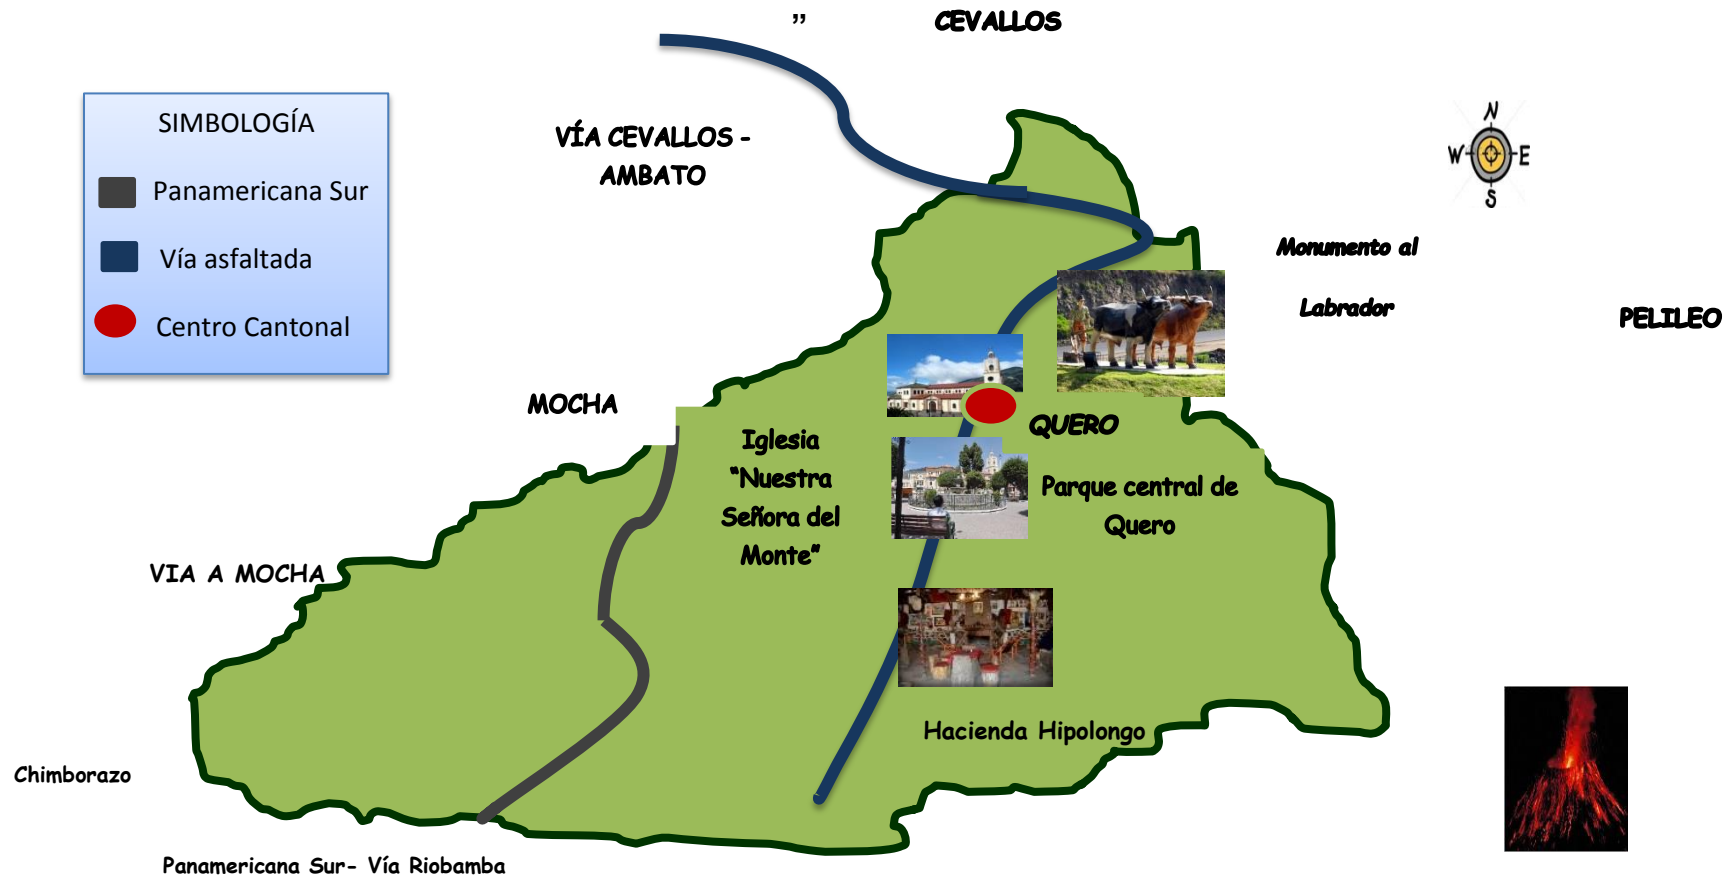 ”
CEVALLOS
SIMBOLOGÍA
Panamericana Sur
Vía asfaltada
Centro Cantonal
VÍA CEVALLOS -
AMBATO
N
W
E
S
Monumento al
Labrador
PELILEO
MOCHA
QUERO
Iglesia
“Nuestra
Señora del
Monte”
Parque central de
Quero
VIA A MOCHA
Hacienda Hipolongo
Chimborazo
Panamericana Sur- Vía Riobamba